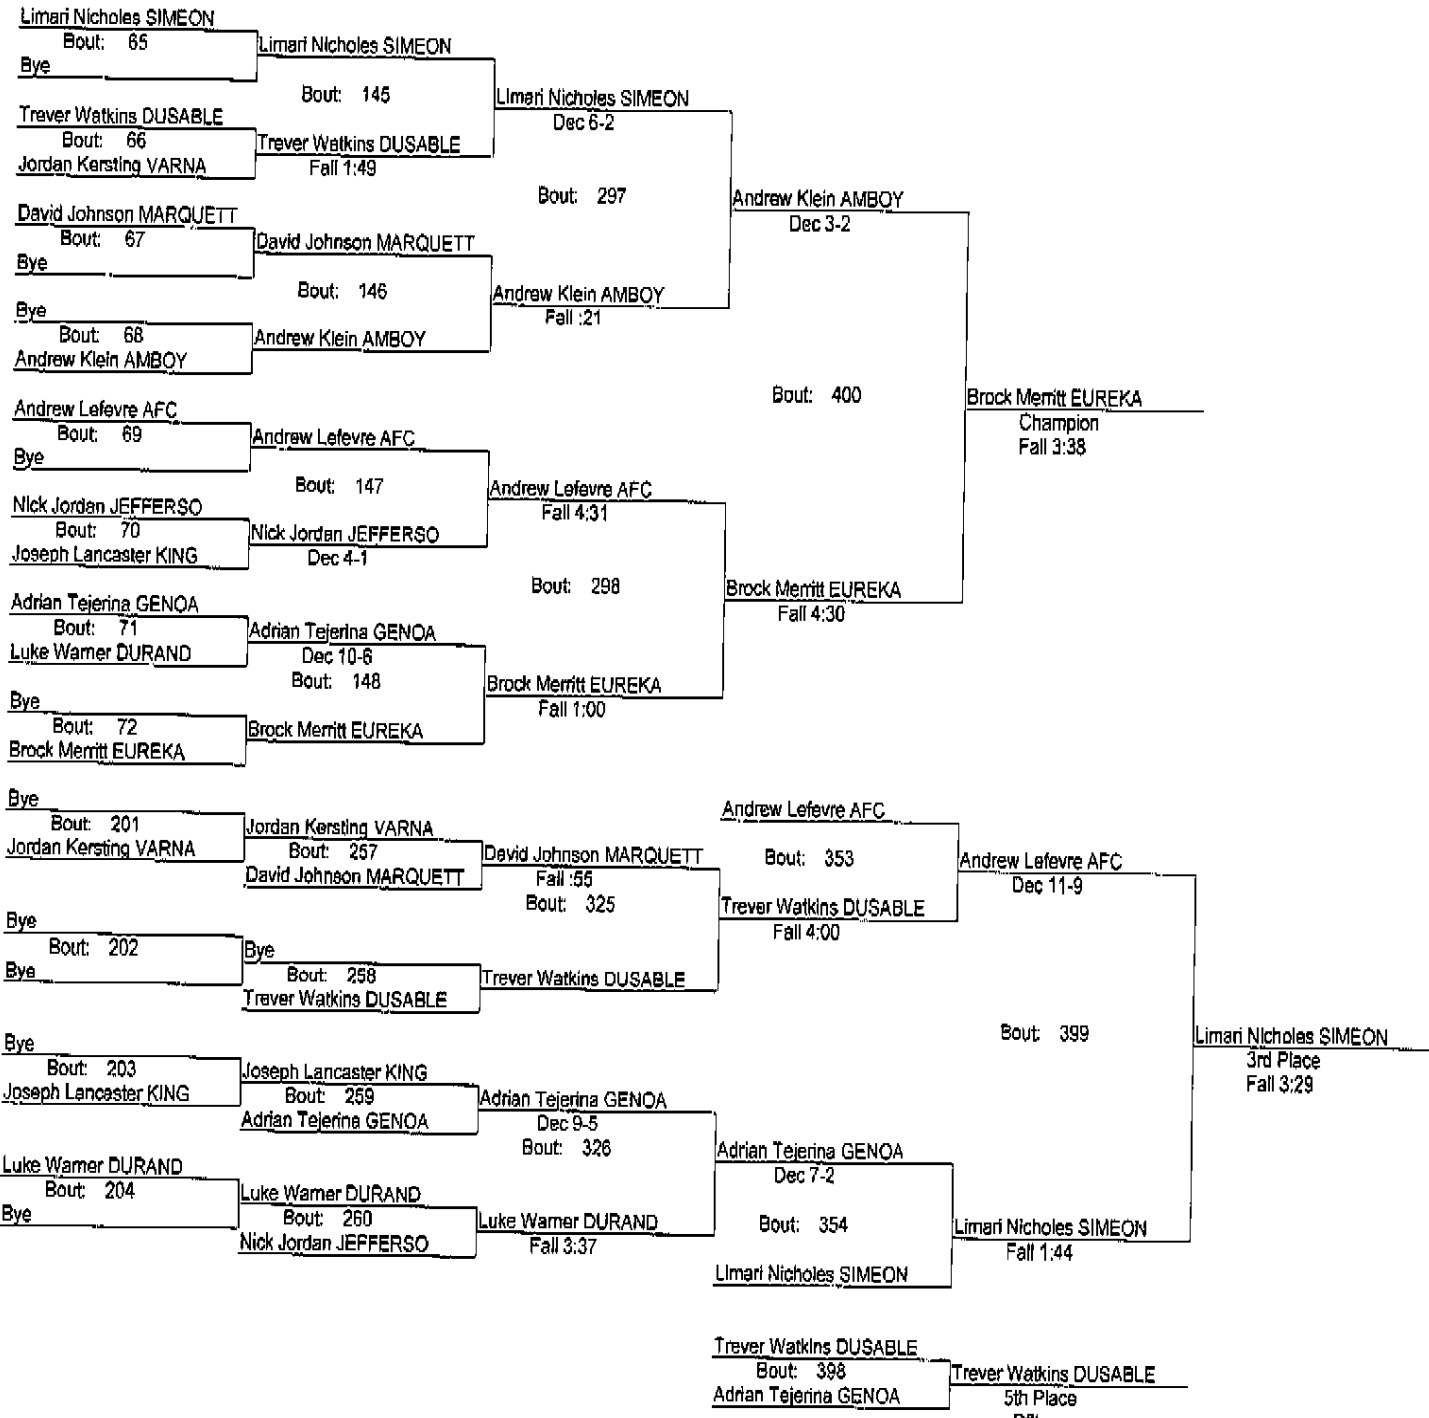 Limari Nicholes SIMEON
Bout: 65
Bye
Limari Nicholes SIMEON
Bout: 145
Trever Watkins DUSABLE
Bout: 66
Jordan Kersting VARNA
Trever Watkins DUSABLE
Fall 1:49
Limari Nicholes SIMEON
Dec 6-2
Bout: 297
David Johnson MARQUETT
Bout: 67
Bye
David Johnson MARQUETT
Bout: 146
Bye
Bout: 68
Andrew Klein AMBOY
Andrew Klein AMBOY
Andrew Klein AMBOY
Fall :21
Andrew Klein AMBOY
Dec 3-2
Bout: 400
Andrew Lefevre AFC
Bout: 69
Bye
Andrew Lefevre AFC
Bout: 147
Nick Jordan JEFFERSO
Bout: 70
Joseph Lancaster KING
Nick Jordan JEFFERSO
Dec 4-1
Andrew Lefevre AFC
Fall 4:31
Bout: 298
Adrian Tejerina GENOA
Bout: 71
Luke Warner DURAND
Adrian Tejerina GENOA
Dec 10-6
Bout: 148
Bye
Bout: 72
Brock Merritt EUREKA
Brock Merritt EUREKA
Brock Merritt EUREKA
Fall 1:00
Brock Merritt EUREKA
Fall 4:30
Brock Merritt EUREKA
Champion
Fall 3:38
Bye
Bout: 201
Jordan Kersting VARNA
Jordan Kersting VARNA
Bout: 257
David Johnson MARQUETT
David Johnson MARQUETT
Fall :55
Bout: 325
Bye
Bout: 202
Bye
Bye
Bout: 258
Trever Watkins DUSABLE
Trever Watkins DUSABLE
Andrew Lefevre AFC
Bout: 353
Trever Watkins DUSABLE
Fall 4:00
Andrew Lefevre AFC
Dec 11-9
Bout: 399
Bye
Bout: 203
Joseph Lancaster KING
Joseph Lancaster KING
Bout: 259
Adrian Tejerina GENOA
Adrian Tejerina GENOA
Dec 9-5
Bout: 326
Luke Warner DURAND
Bout: 204
Bye
Luke Warner DURAND
Bout: 260
Nick Jordan JEFFERSO
Luke Warner DURAND
Fall 3:37
Adrian Tejerina GENOA
Dec 7-2
Bout: 354
Limari Nicholes SIMEON
Limari Nicholes SIMEON
Fall 1:44
Limari Nicholes SIMEON
3rd Place
Fall 3:29
Trever Watkins DUSABLE
Bout: 398
Adrian Tejerina GENOA
Trever Watkins DUSABLE
5th Place